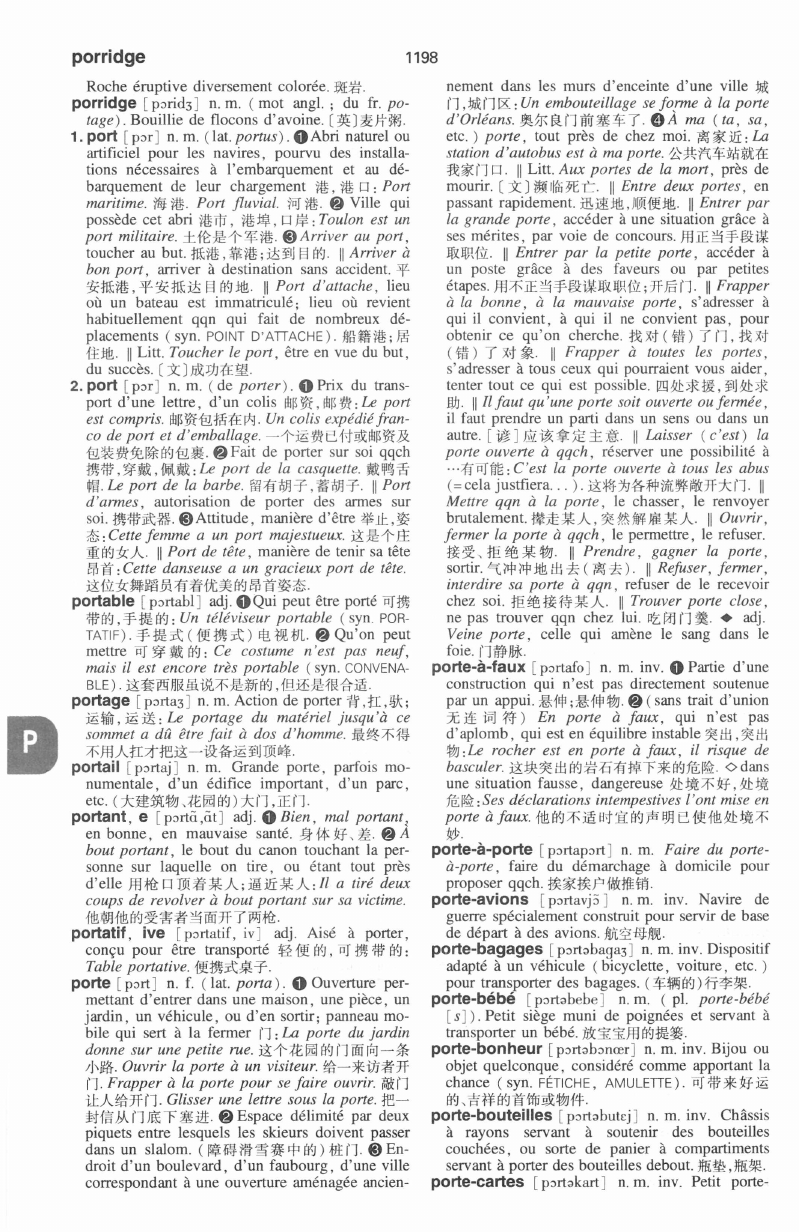 porridge
1198
Roche éruptive diversement colorée. 斑岩.
porridge [pɔridʒ] n. m. (mot angl. ; du fr. po-
tage). Bouillie de flocons d'avoine. 〔英〕麦片粥.
1. port [pɔr] n. m. (lat. portus). ❶ Abri naturel ou
artificiel pour les navires, pourvu des installa-
tions nécessaires à l'embarquement et au dé-
barquement de leur chargement 港, 港口: Port
maritime. 海港. Port fluvial. 河港. ❷ Ville qui
possède cet abri 港市, 港埠, 口岸: Toulon est un
port militaire. 土伦是个军港. ❸ Arriver au port,
toucher au but. 抵港, 靠港; 达到目的. ‖ Arriver à
bon port, arriver à destination sans accident. 平
安抵港, 平安抵达目的地. ‖ Port d'attache, lieu
où un bateau est immatriculé; lieu où revient
habituellement qqn qui fait de nombreux dé-
placements (syn. POINT D'ATTACHE). 船籍港; 居
住地. ‖ Litt. Toucher le port, être en vue du but,
du succès. 〔文〕成功在望.
2. port [pɔr] n. m. (de porter). ❶ Prix du trans-
port d'une lettre, d'un colis 邮资, 邮费: Le port
est compris. 邮资包括在内. Un colis expédié fran-
co de port et d'emballage. 一个运费已付或邮资及
包装费免除的包裹. ❷ Fait de porter sur soi qqch
携带, 穿戴, 佩戴: Le port de la casquette. 戴鸭舌
帽. Le port de la barbe. 留有胡子, 蓄胡子. ‖ Port
d'armes, autorisation de porter des armes sur
soi. 携带武器. ❸ Attitude, manière d'être 举止, 姿
态: Cette femme a un port majestueux. 这是个庄
重的女人. ‖ Port de tête, manière de tenir sa tête
昂首: Cette danseuse a un gracieux port de tête.
这位女舞蹈员有着优美的昂首姿态.
portable [pɔrtabl] adj. ❶ Qui peut être porté 可携
带的, 手提的: Un téléviseur portable (syn. POR-
TATIF). 手提式(便携式)电视机. ❷ Qu'on peut
mettre 可穿戴的: Ce costume n'est pas neuf,
mais il est encore très portable (syn. CONVENA-
BLE). 这套西服虽说不是新的, 但还是很合适.
portage [pɔrtaʒ] n. m. Action de porter 背, 扛, 驮;
运输, 运送: Le portage du matériel jusqu'à ce
sommet a dû être fait à dos d'homme. 最终不得
不用人扛才把这一设备运到顶峰.
portail [pɔrtaj] n. m. Grande porte, parfois mo-
numentale, d'un édifice important, d'un parc,
etc. (大建筑物、花园的)大门, 正门.
portant, e [pɔrtɑ̃, ɑ̃t] adj. ❶ Bien, mal portant,
en bonne, en mauvaise santé. 身体好、差. ❷ À
bout portant, le bout du canon touchant la per-
sonne sur laquelle on tire, ou étant tout près
d'elle 用枪口顶着某人; 逼近某人: Il a tiré deux
coups de revolver à bout portant sur sa victime.
他朝他的受害者当面开了两枪.
portatif, ive [pɔrtatif, iv] adj. Aisé à porter,
conçu pour être transporté 轻便的, 可携带的:
Table portative. 便携式桌子.
porte [pɔrt] n. f. (lat. porta). ❶ Ouverture per-
mettant d'entrer dans une maison, une pièce, un
jardin, un véhicule, ou d'en sortir; panneau mo-
bile qui sert à la fermer 门: La porte du jardin
donne sur une petite rue. 这个花园的门面向一条
小路. Ouvrir la porte à un visiteur. 给一来访者开
门. Frapper à la porte pour se faire ouvrir. 敲门
让人给开门. Glisser une lettre sous la porte. 把一
封信从门底下塞进. ❷ Espace délimité par deux
piquets entre lesquels les skieurs doivent passer
dans un slalom. (障碍滑雪赛中的)桩门. ❸ En-
droit d'un boulevard, d'un faubourg, d'une ville
correspondant à une ouverture aménagée ancien-
nement dans les murs d'enceinte d'une ville 城
门, 城门区: Un embouteillage se forme à la porte
d'Orléans. 奥尔良门前塞车了. ❹ À ma (ta, sa,
etc.) porte, tout près de chez moi. 离家近: La
station d'autobus est à ma porte. 公共汽车站就在
我家门口. ‖ Litt. Aux portes de la mort, près de
mourir. 〔文〕濒临死亡. ‖ Entre deux portes, en
passant rapidement. 迅速地, 顺便地. ‖ Entrer par
la grande porte, accéder à une situation grâce à
ses mérites, par voie de concours. 用正当手段谋
取职位. ‖ Entrer par la petite porte, accéder à
un poste grâce à des faveurs ou par petites
étapes. 用不正当手段谋取职位; 开后门. ‖ Frapper
à la bonne, à la mauvaise porte, s'adresser à
qui il convient, à qui il ne convient pas, pour
obtenir ce qu'on cherche. 找对(错)了门, 找对
(错)了对象. ‖ Frapper à toutes les portes,
s'adresser à tous ceux qui pourraient vous aider,
tenter tout ce qui est possible. 四处求援, 到处求
助. ‖ Il faut qu'une porte soit ouverte ou fermée,
il faut prendre un parti dans un sens ou dans un
autre. [谚] 应该拿定主意. ‖ Laisser (c'est) la
porte ouverte à qqch, réserver une possibilité à
…有可能: C'est la porte ouverte à tous les abus
(= cela justfiera...). 这将为各种流弊敞开大门. ‖
Mettre qqn à la porte, le chasser, le renvoyer
brutalement. 撵走某人, 突然解雇某人. ‖ Ouvrir,
fermer la porte à qqch, le permettre, le refuser.
接受、拒绝某物. ‖ Prendre, gagner la porte,
sortir. 气冲冲地出去(离去). ‖ Refuser, fermer,
interdire sa porte à qqn, refuser de le recevoir
chez soi. 拒绝接待某人. ‖ Trouver porte close,
ne pas trouver qqn chez lui. 吃闭门羹. ◆ adj.
Veine porte, celle qui amène le sang dans le
foie. 门静脉.
porte-à-faux [pɔrtafo] n. m. inv. ❶ Partie d'une
construction qui n'est pas directement soutenue
par un appui. 悬伸; 悬伸物. ❷ (sans trait d'union
无连词符) En porte à faux, qui n'est pas
d'aplomb, qui est en équilibre instable 突出, 突出
物: Le rocher est en porte à faux, il risque de
basculer. 这块突出的岩石有掉下来的危险. ◇ dans
une situation fausse, dangereuse 处境不好, 处境
危险: Ses déclarations intempestives l'ont mise en
porte à faux. 他的不适时宜的声明已使他处境不
妙.
porte-à-porte [pɔrtapɔrt] n. m. Faire du porte-
à-porte, faire du démarchage à domicile pour
proposer qqch. 挨家挨户做推销.
porte-avions [pɔrtavjɔ̃] n. m. inv. Navire de
guerre spécialement construit pour servir de base
de départ à des avions. 航空母舰.
porte-bagages [pɔrtəbagaʒ] n. m. inv. Dispositif
adapté à un véhicule (bicyclette, voiture, etc.)
pour transporter des bagages. (车辆的)行李架.
porte-bébé [pɔrtəbebe] n. m. (pl. porte-bébé
[s]). Petit siège muni de poignées et servant à
transporter un bébé. 放宝宝用的提篓.
porte-bonheur [pɔrtəbɔnœr] n. m. inv. Bijou ou
objet quelconque, considéré comme apportant la
chance (syn. FÉTICHE, AMULETTE). 可带来好运
的、吉祥的首饰或物件.
porte-bouteilles [pɔrtəbutɛj] n. m. inv. Châssis
à rayons servant à soutenir des bouteilles
couchées, ou sorte de panier à compartiments
servant à porter des bouteilles debout. 瓶垫, 瓶架.
porte-cartes [pɔrtəkart] n. m. inv. Petit porte-
P